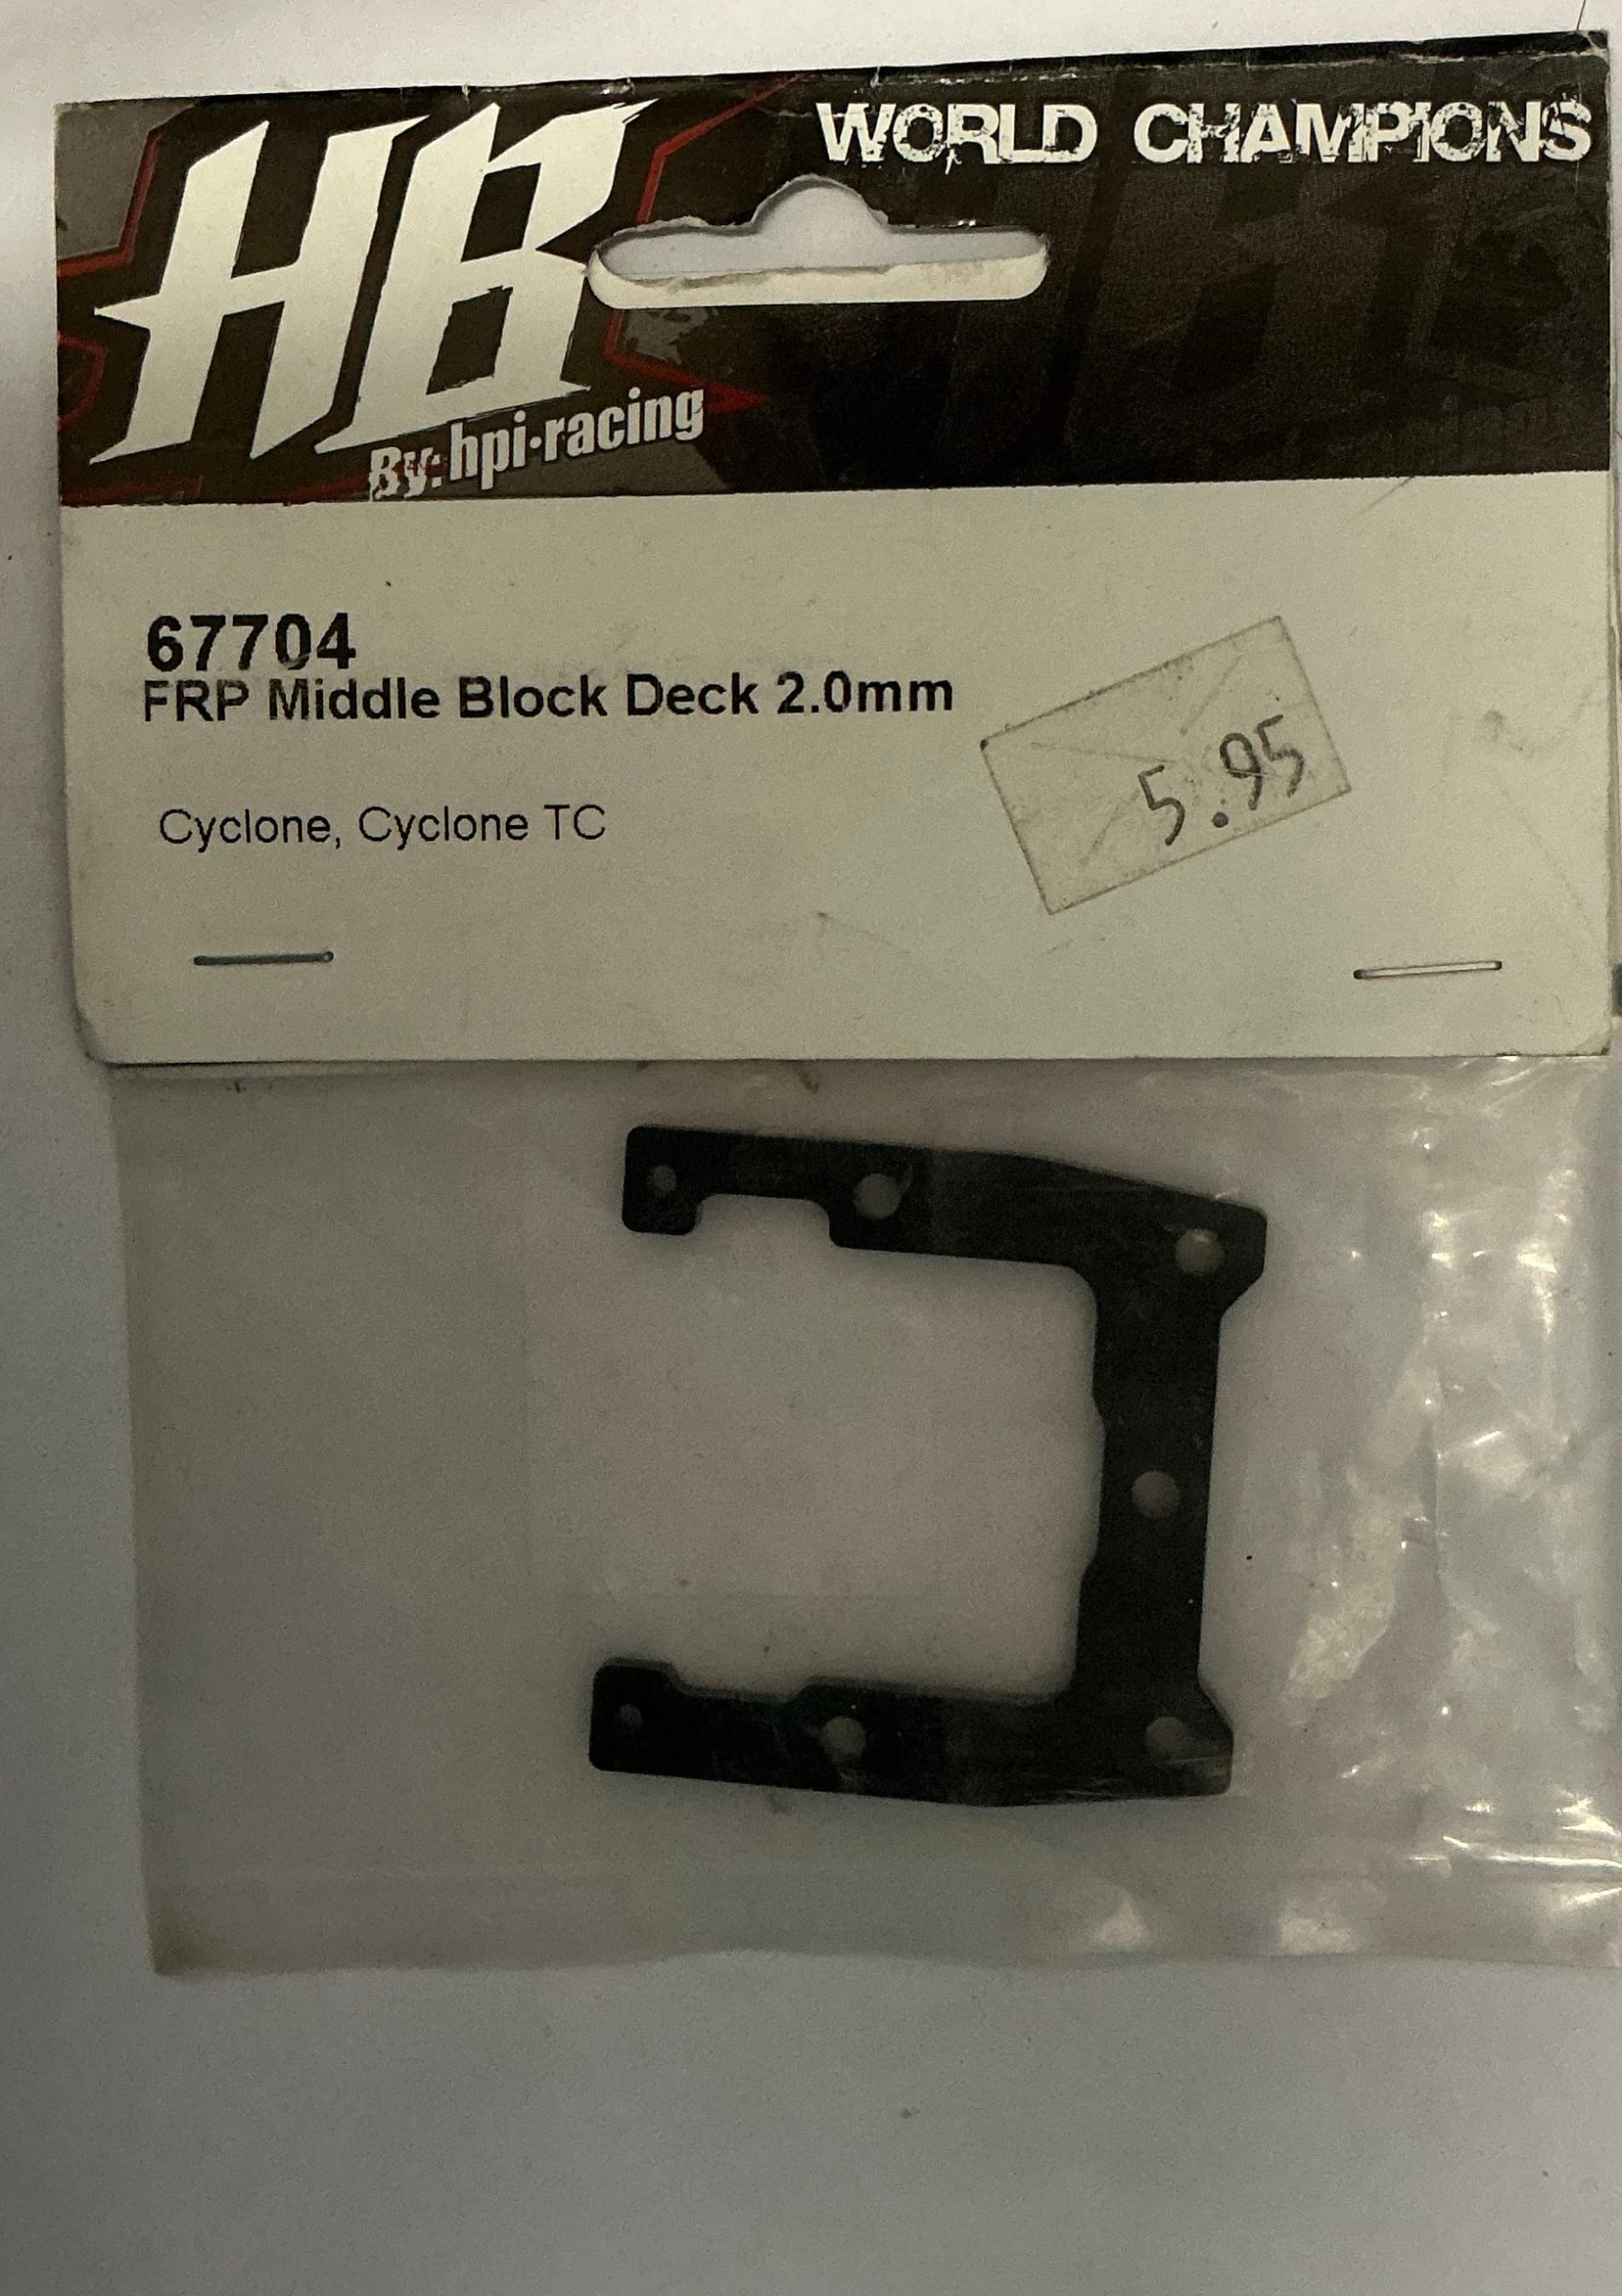 WORLD CHAMPIONS
HB
By: hpi·racing
67704
FRP Middle Block Deck 2.0mm
5.95
Cyclone, Cyclone TC